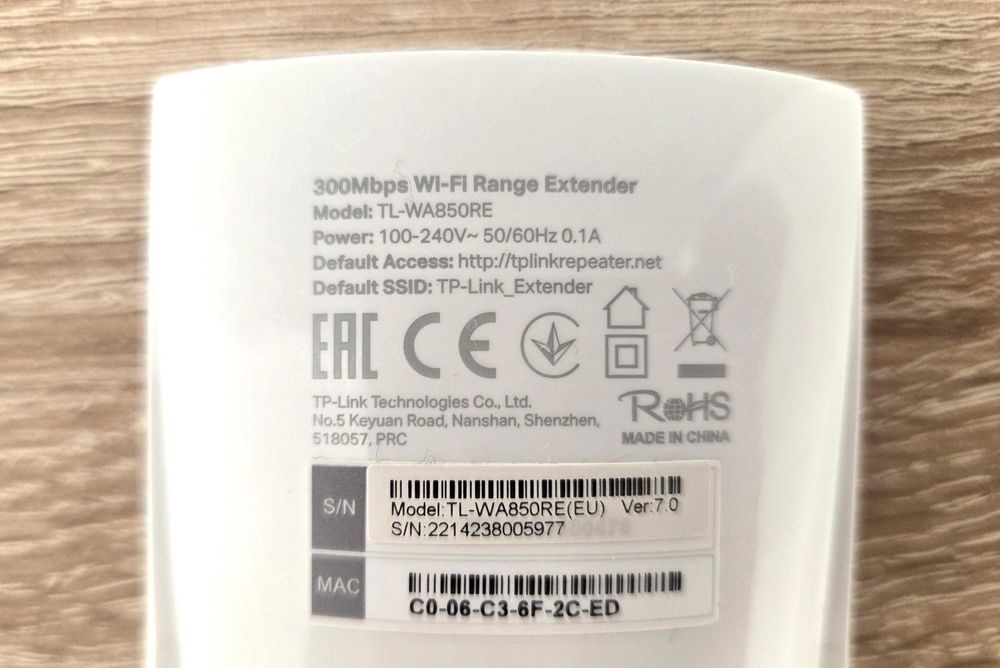 300Mbps Wi-Fi Range Extender
Model: TL-WA850RE
Power: 100-240V~ 50/60Hz 0.1A
Default Access: http://tplinkrepeater.net
Default SSID: TP-Link_Extender
EAC CE
TP-Link Technologies Co., Ltd.
No.5 Keyuan Road, Nanshan, Shenzhen,
518057, PRC
RoHS
MADE IN CHINA
S/N
Model:TL-WA850RE(EU) Ver:7.0
S/N:2214238005977
MAC
C0-06-C3-6F-2C-ED